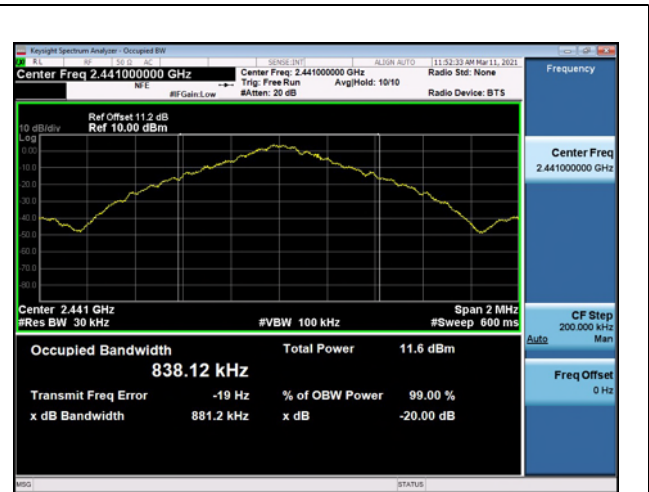 Keysight Spectrum Analyzer - Occupied BW
RL RF 50 Ω AC SENSE:INT ALIGN AUTO 11:52:33 AM Mar 11, 2021
Center Freq 2.441000000 GHz Center Freq: 2.441000000 GHz Radio Std: None
NFE Trig: Free Run Avg|Hold: 10/10
#IFGain:Low #Atten: 20 dB Radio Device: BTS
Ref Offset 11.2 dB
10 dB/div Ref 10.00 dBm
Log
0.00
10.0
20.0
30.0
40.0
50.0
60.0
70.0
-80.0
Center 2.441 GHz Span 2 MHz
#Res BW 30 kHz #VBW 100 kHz #Sweep 600 ms
Occupied Bandwidth Total Power 11.6 dBm
838.12 kHz
Transmit Freq Error -19 Hz % of OBW Power 99.00 %
x dB Bandwidth 881.2 kHz x dB -20.00 dB
MSG STATUS
Frequency
Center Freq
2.441000000 GHz
CF Step
200.000 kHz
Auto Man
Freq Offset
0 Hz